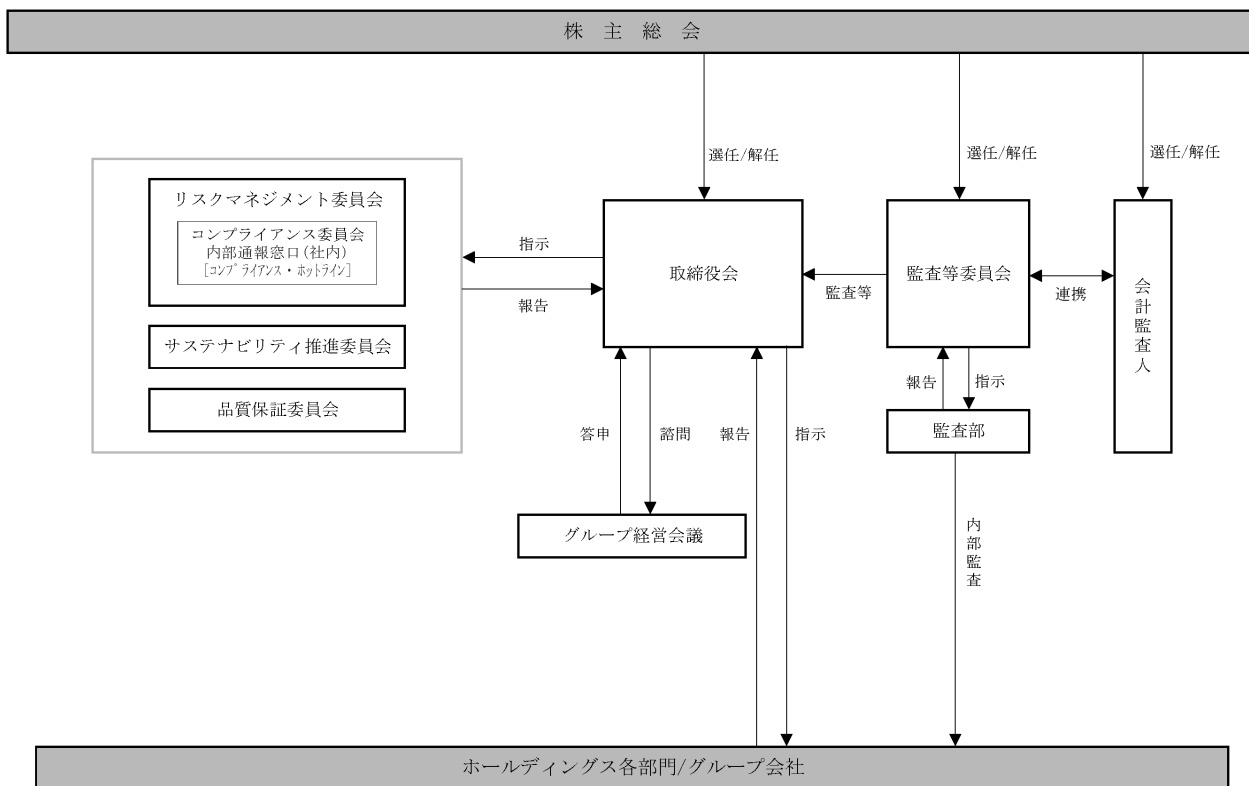 株 主 総 会
選任/解任
選任/解任
選任/解任
リスクマネジメント委員会
コンプライアンス委員会
内部通報窓口(社内)
[コンプライアンス・ホットライン]
サステナビリティ推進委員会
品質保証委員会
指示
報告
取締役会
監査等
監査等委員会
連携
会計監査人
報告
指示
監査部
答申
諮問
報告
指示
グループ経営会議
内部監査
ホールディングス各部門/グループ会社